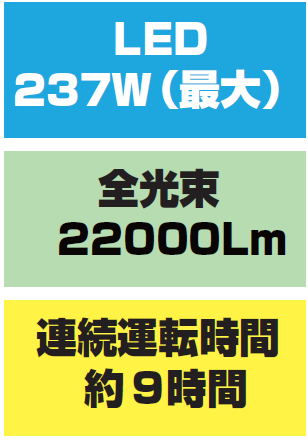 LED
237W（最大）
全光束
22000Lm
連続運転時間
約9時間